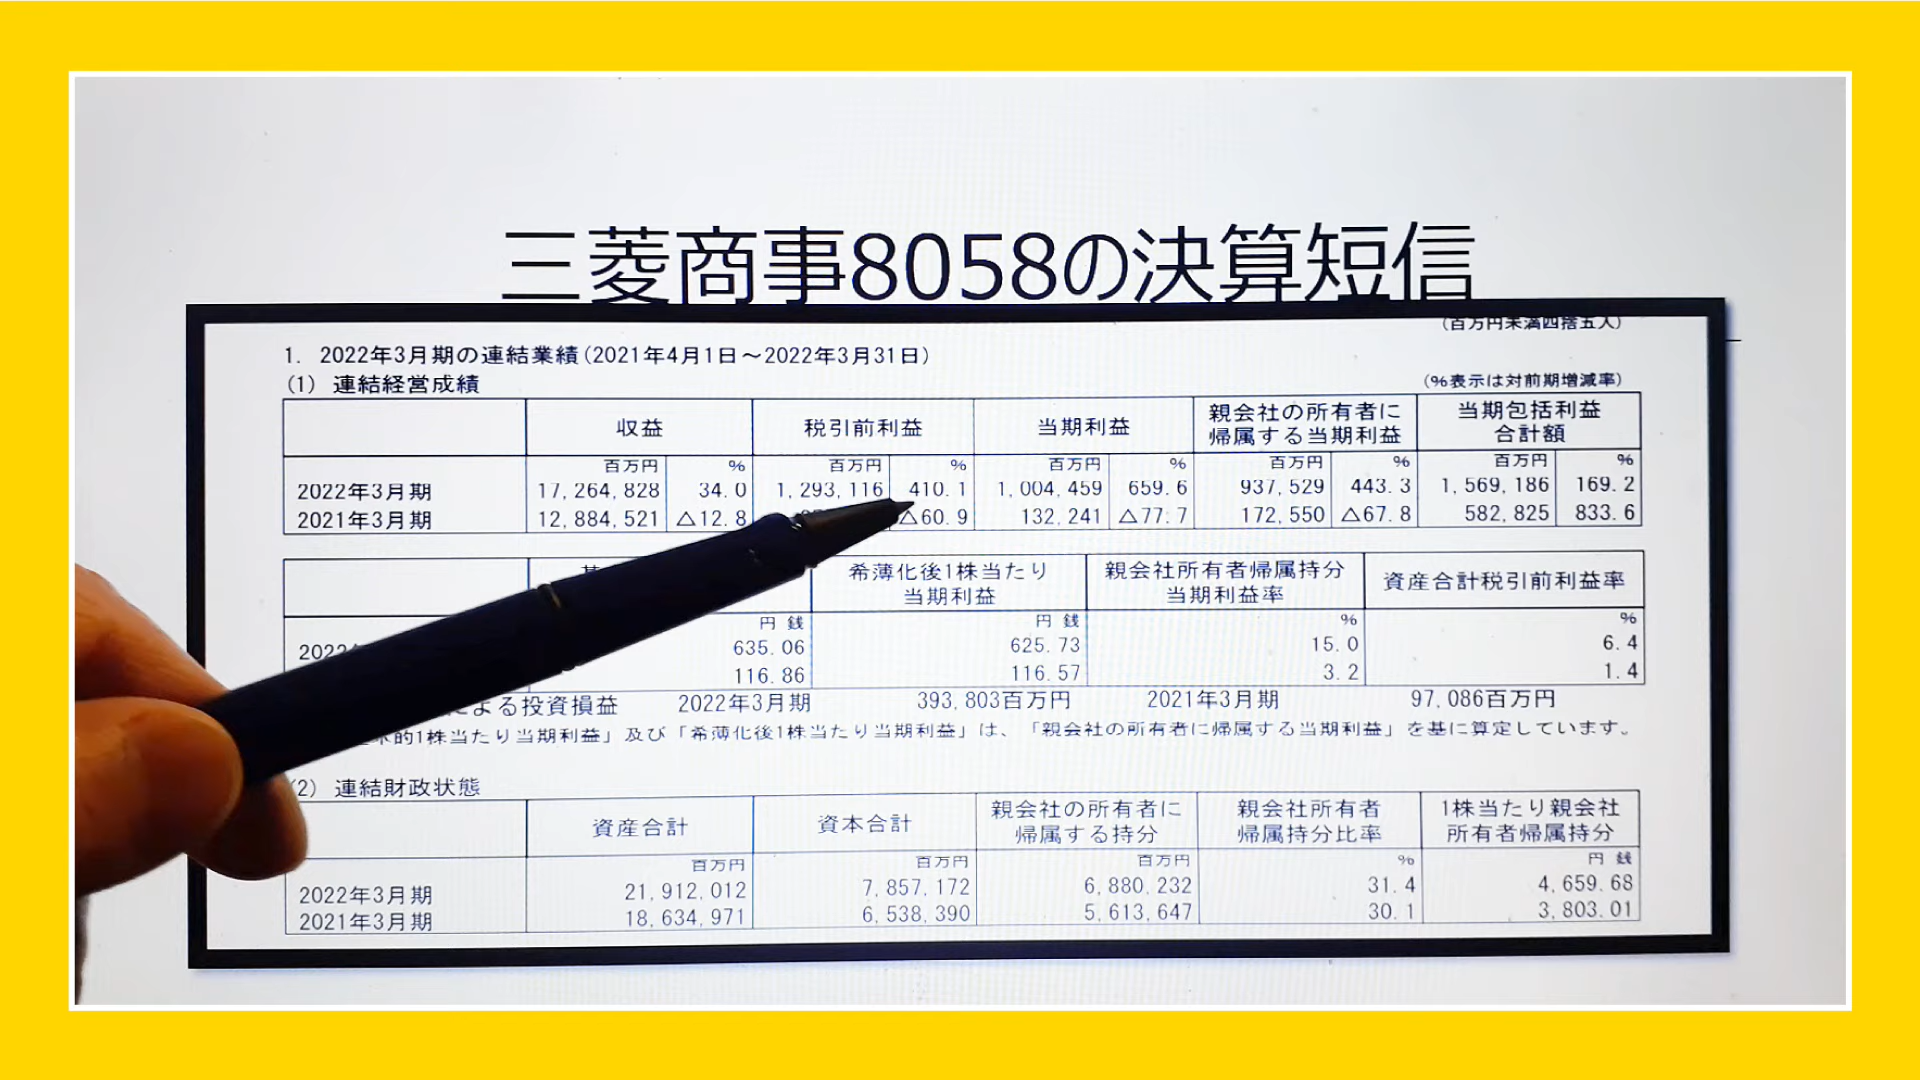 三菱商事8058の決算短信
(百万円未満四捨五入)
1. 2022年3月期の連結業績(2021年4月1日～2022年3月31日)
(1) 連結経営成績
(%表示は対前期増減率)
収益 税引前利益 当期利益 親会社の所有者に帰属する当期利益 当期包括利益合計額
百万円 % 百万円 % 百万円 % 百万円 % 百万円 %
2022年3月期 17,264,828 34.0 1,293,116 410.1 1,004,459 659.6 937,529 443.3 1,569,186 169.2
2021年3月期 12,884,521 △12.8 △60.9 132,241 △77.7 172,550 △67.8 582,825 833.6
希薄化後1株当たり当期利益 親会社所有者帰属持分当期利益率 資産合計税引前利益率
円 銭 円 銭 % %
2022 635.06 625.73 15.0 6.4
116.86 116.57 3.2 1.4
よる投資損益 2022年3月期 393,803百万円 2021年3月期 97,086百万円
的1株当たり当期利益」及び「希薄化後1株当たり当期利益」は、「親会社の所有者に帰属する当期利益」を基に算定しています。
(2) 連結財政状態
資産合計 資本合計 親会社の所有者に帰属する持分 親会社所有者帰属持分比率 1株当たり親会社所有者帰属持分
百万円 百万円 百万円 % 円 銭
2022年3月期 21,912,012 7,857,172 6,880,232 31.4 4,659.68
2021年3月期 18,634,971 6,538,390 5,613,647 30.1 3,803.01